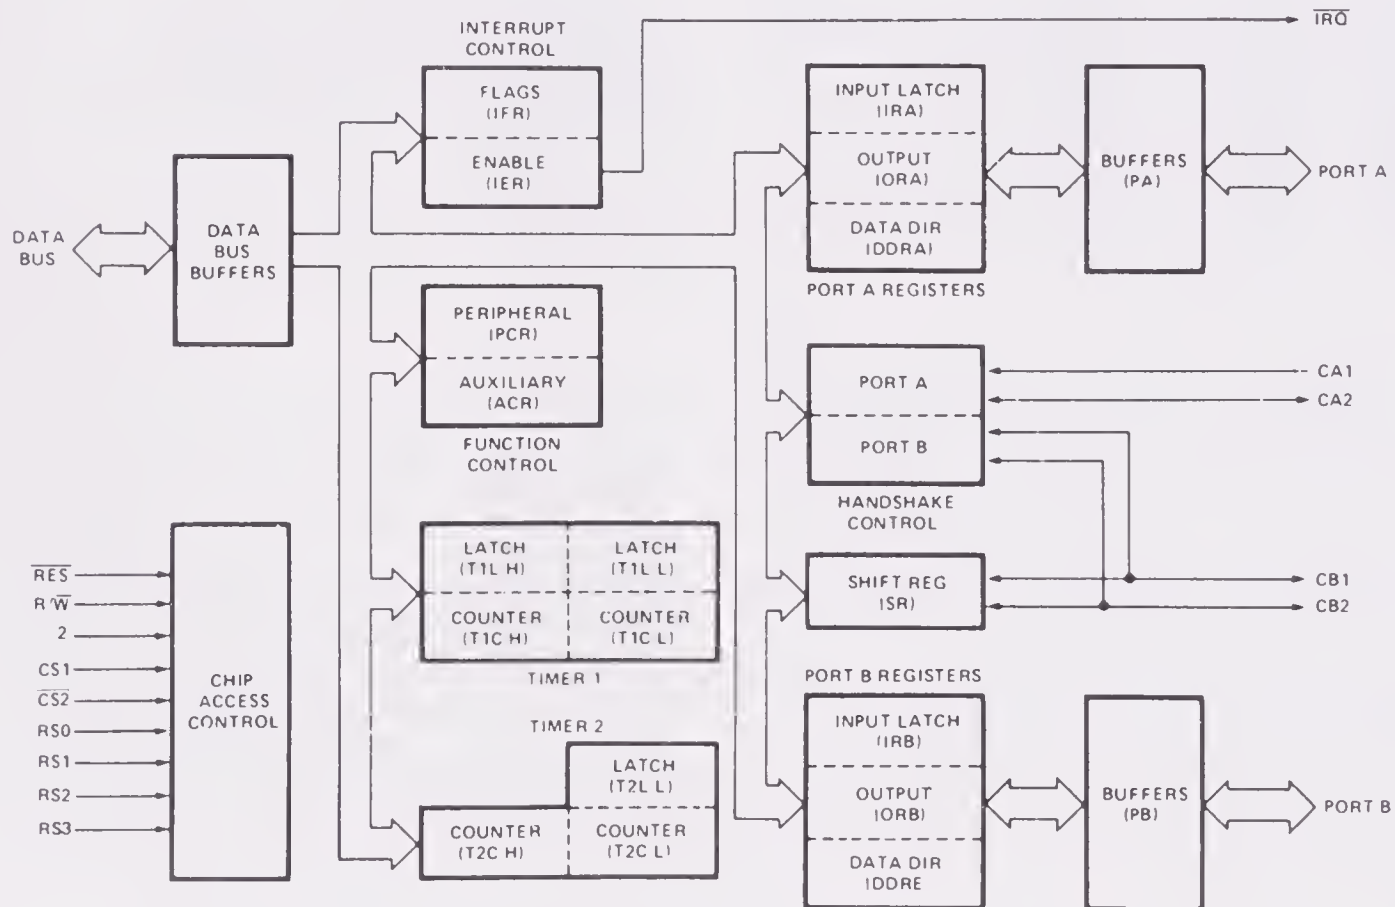 INTERRUPT
CONTROL
FLAGS
(IFR)
ENABLE
(IER)
IRQ
INPUT LATCH
(IRA)
OUTPUT
(ORA)
DATA DIR
(DDRA)
PORT A REGISTERS
BUFFERS
(PA)
PORT A
DATA
BUS
DATA
BUS
BUFFERS
PERIPHERAL
(PCR)
AUXILIARY
(ACR)
FUNCTION
CONTROL
PORT A
PORT B
HANDSHAKE
CONTROL
CA1
CA2
LATCH
(T1L H)
LATCH
(T1L L)
COUNTER
(T1C H)
COUNTER
(T1C L)
TIMER 1
SHIFT REG
(SR)
CB1
CB2
RES
R/W
2
CS1
CS2
RS0
RS1
RS2
RS3
CHIP
ACCESS
CONTROL
TIMER 2
LATCH
(T2L L)
COUNTER
(T2C H)
COUNTER
(T2C L)
PORT B REGISTERS
INPUT LATCH
(IRB)
OUTPUT
(ORB)
DATA DIR
(DDRE
BUFFERS
(PB)
PORT B